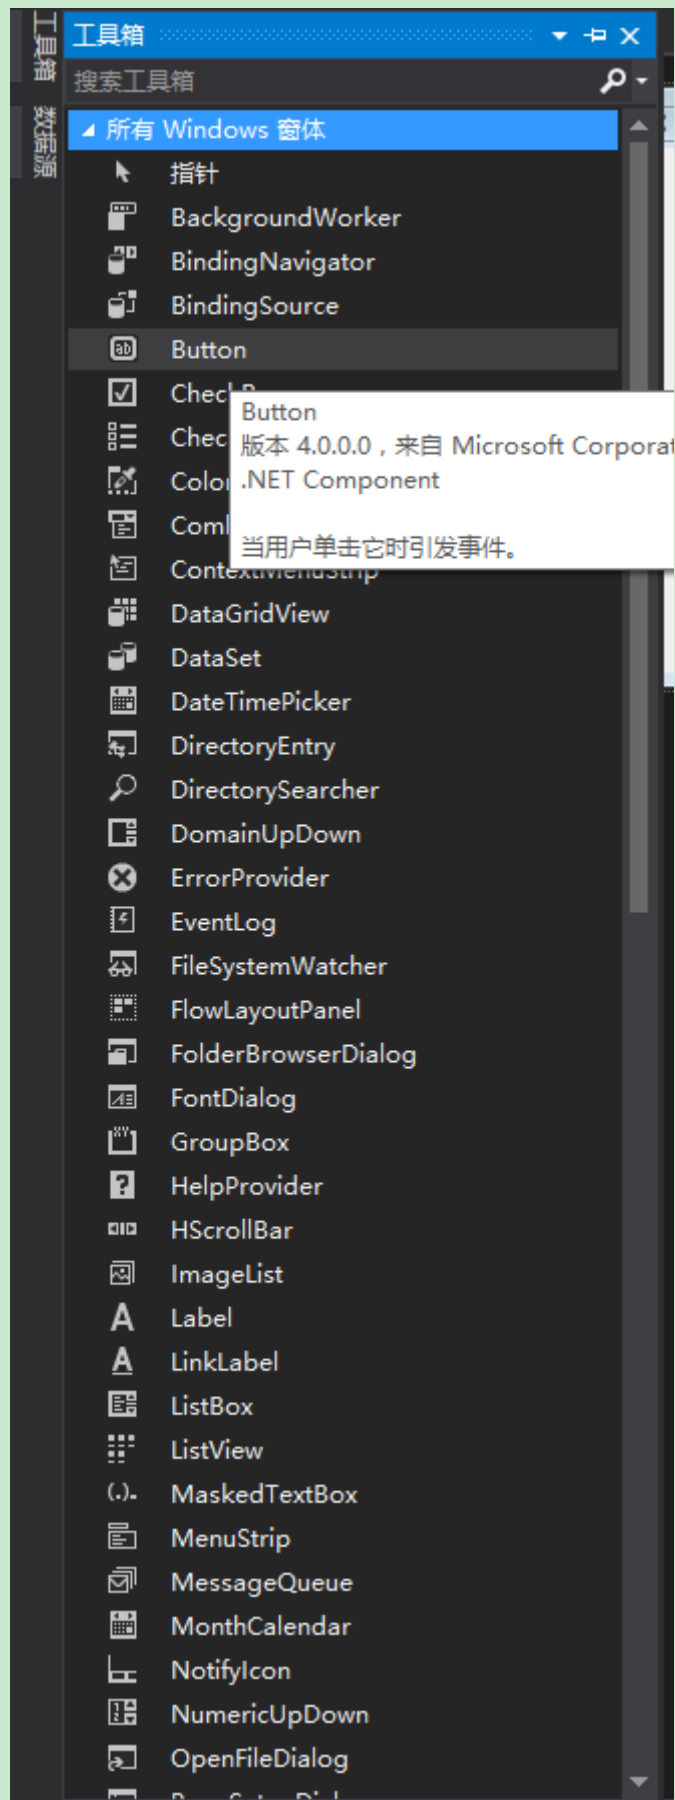 工具箱
数据源
工具箱
搜索工具箱
所有 Windows 窗体
指针
BackgroundWorker
BindingNavigator
BindingSource
Button
Button
版本 4.0.0.0，来自 Microsoft
.NET Component
当用户单击它时引发事件。
ContextMenuStrip
DataGridView
DataSet
DateTimePicker
DirectoryEntry
DirectorySearcher
DomainUpDown
ErrorProvider
EventLog
FileSystemWatcher
FlowLayoutPanel
FolderBrowserDialog
FontDialog
GroupBox
HelpProvider
HScrollBar
ImageList
Label
LinkLabel
ListBox
ListView
MaskedTextBox
MenuStrip
MessageQueue
MonthCalendar
NotifyIcon
NumericUpDown
OpenFileDialog